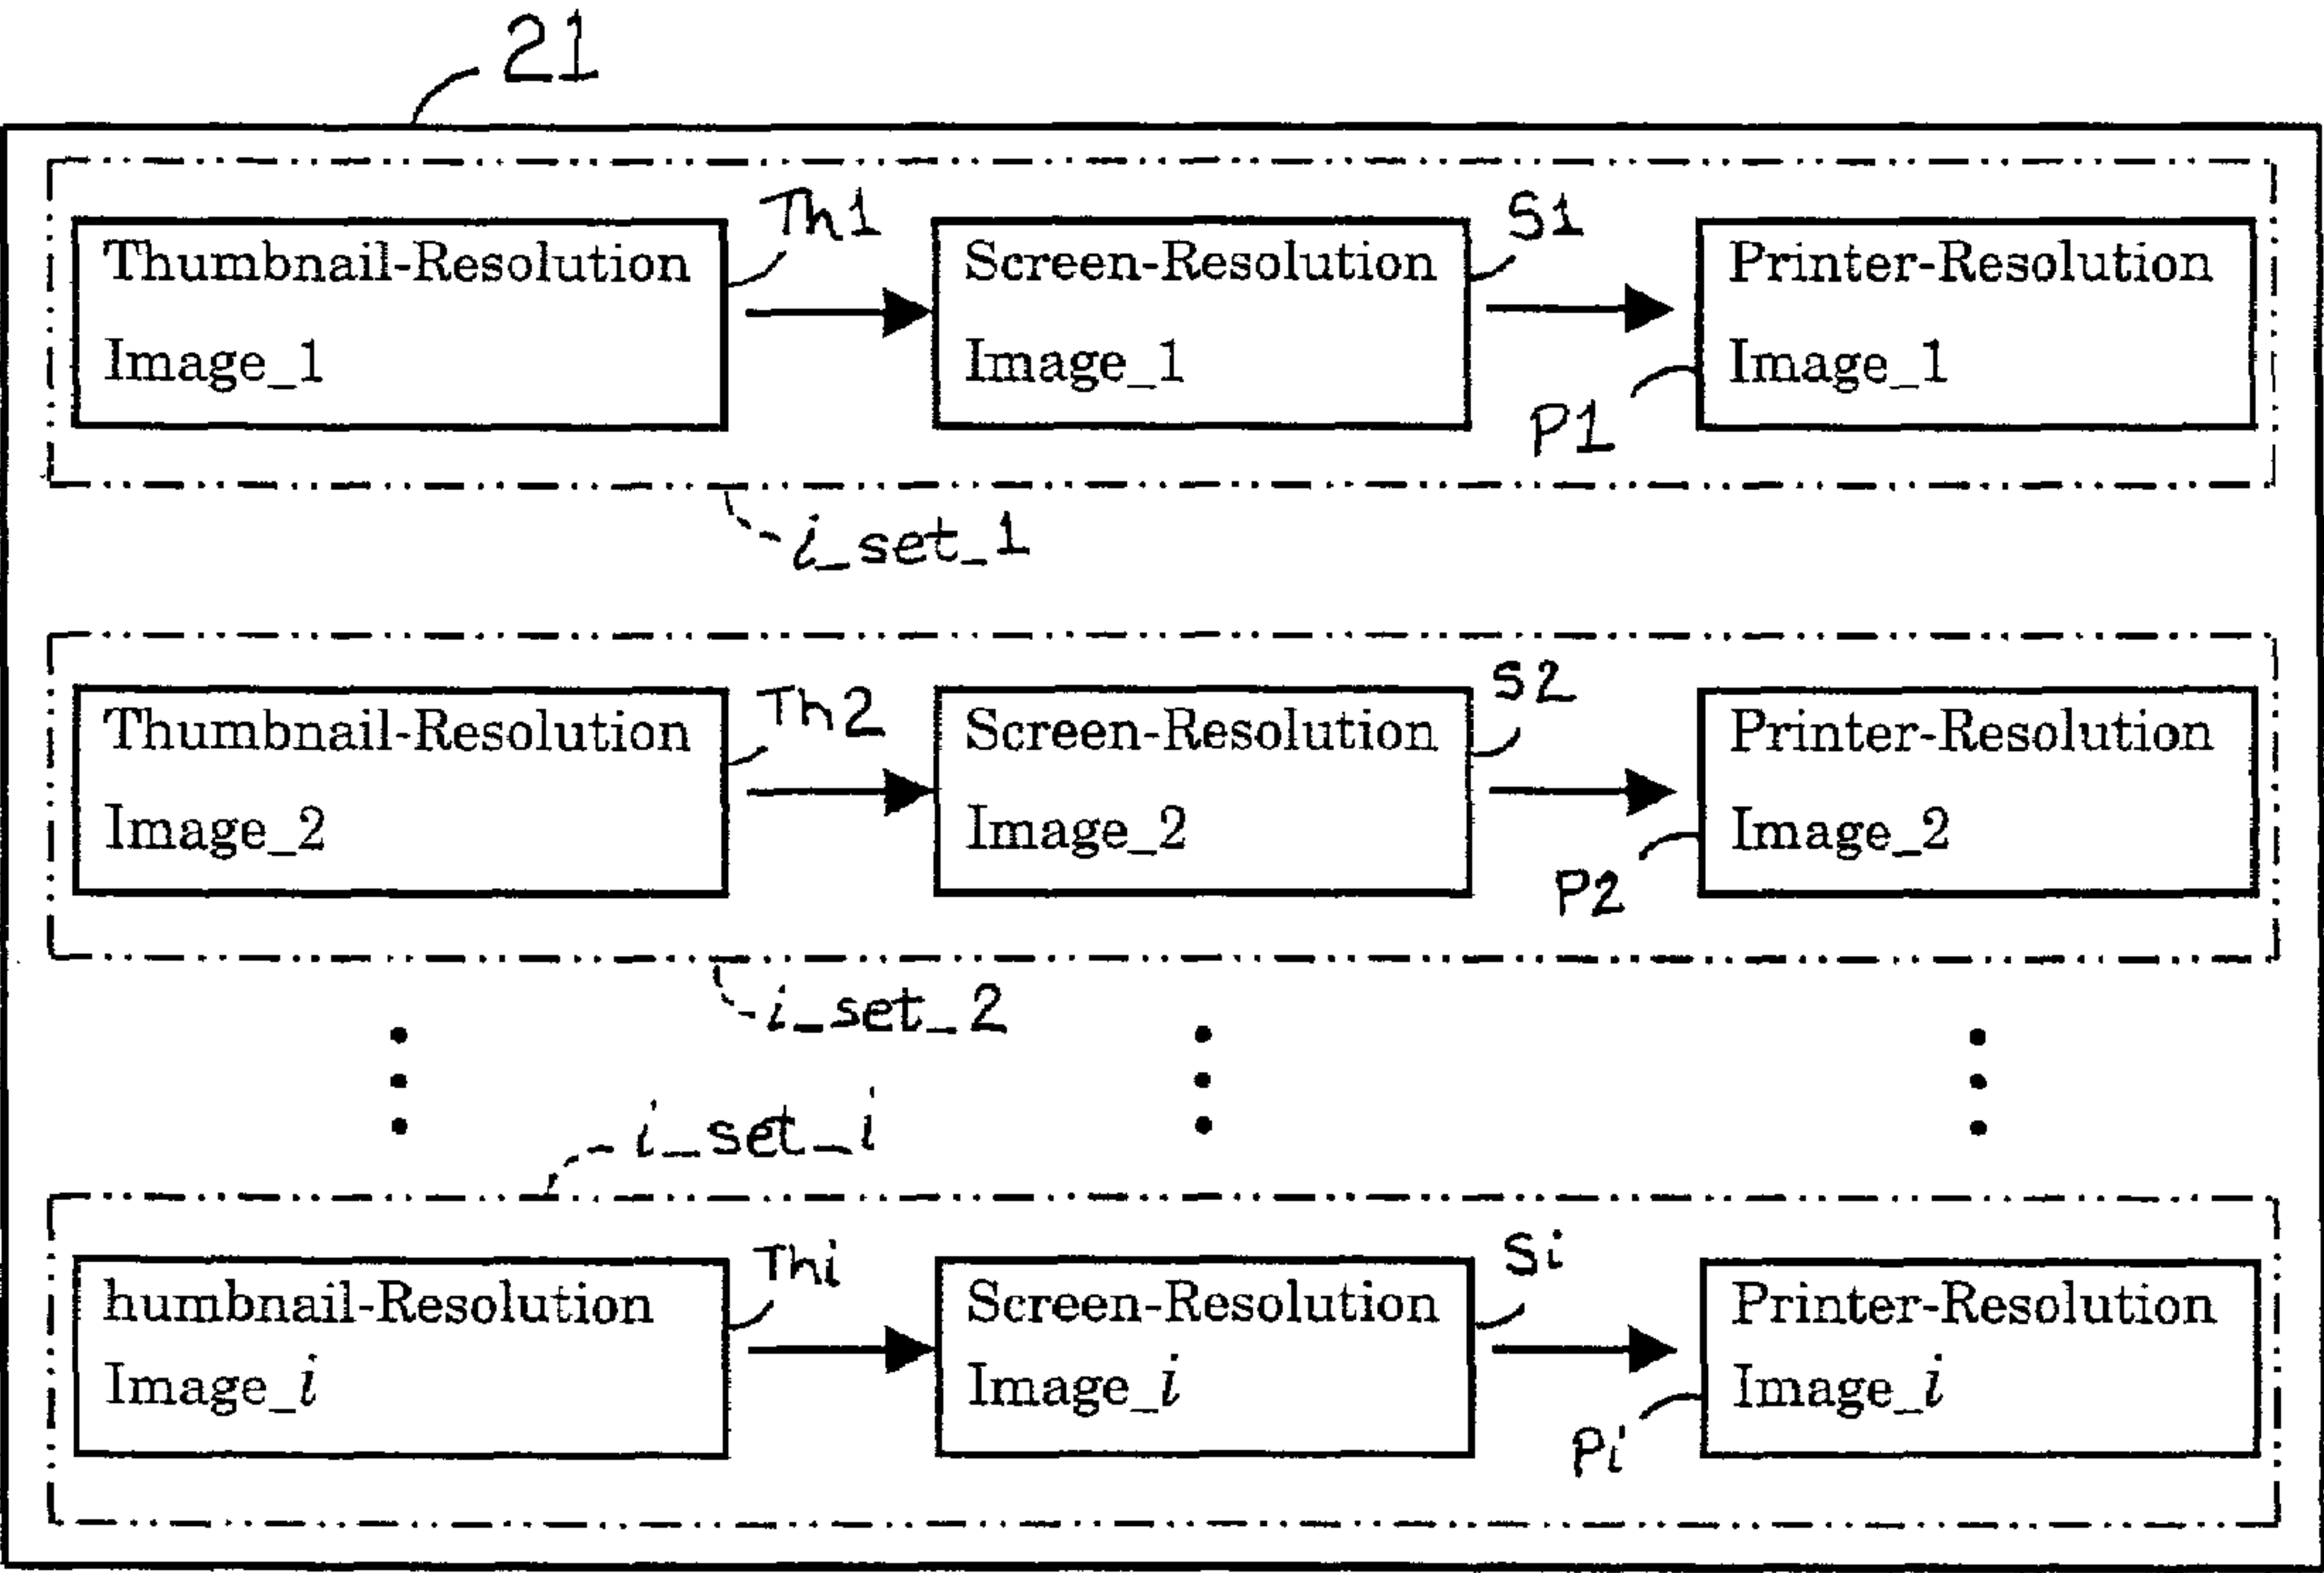 21
Th1
S1
Thumbnail-Resolution
Image_1
Screen-Resolution
Image_1
Printer-Resolution
Image_1
P1
i_set_1
Th2
S2
Thumbnail-Resolution
Image_2
Screen-Resolution
Image_2
Printer-Resolution
Image_2
P2
i_set_2
i_set_i
Thi
Si
humbnail-Resolution
Image_i
Screen-Resolution
Image_i
Printer-Resolution
Image_i
Pi